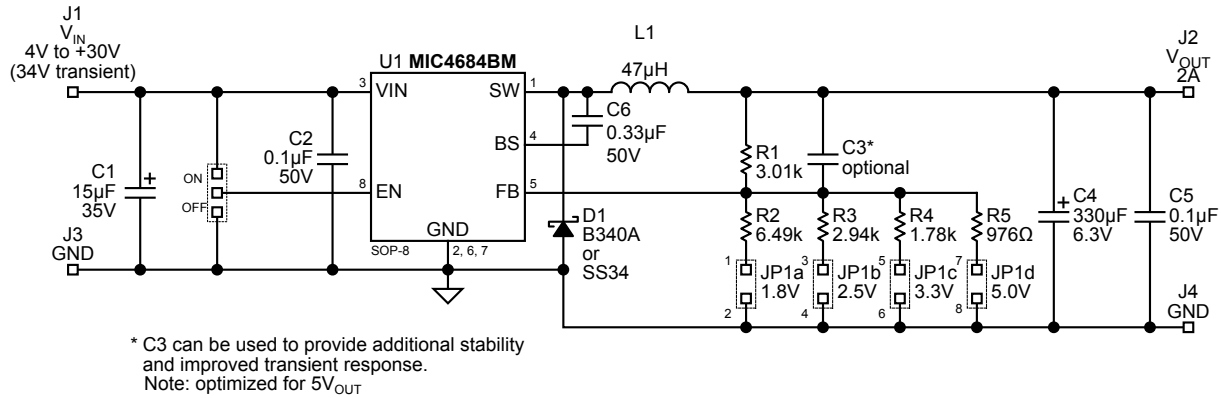 J1
VIN
4V to +30V
(34V transient)
U1 MIC4684BM
L1
47µH
J2
VOUT
2A
3
VIN
SW
1
C6
0.33µF
50V
BS
4
C2
0.1µF
50V
C1
15µF
35V
+
ON
OFF
8
EN
FB
5
GND
SOP-8
2, 6, 7
D1
B340A
or
SS34
R1
3.01k
C3*
optional
R2
6.49k
R3
2.94k
R4
1.78k
R5
976Ω
1
JP1a
1.8V
2
3
JP1b
2.5V
4
5
JP1c
3.3V
6
7
JP1d
5.0V
8
+
C4
330µF
6.3V
C5
0.1µF
50V
J3
GND
J4
GND
* C3 can be used to provide additional stability
and improved transient response.
Note: optimized for 5VOUT